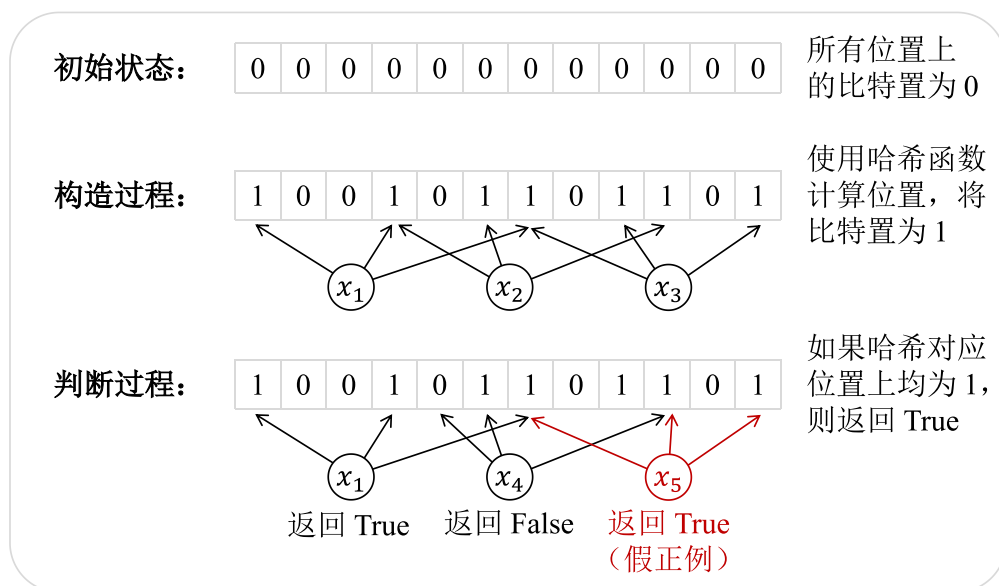 初始状态：
0 0 0 0 0 0 0 0 0 0 0 0
所有位置上
的比特置为 0
构造过程：
1 0 0 1 0 1 1 0 1 1 0 1
使用哈希函数
计算位置，将
比特置为 1
x₁ x₂ x₃
判断过程：
1 0 0 1 0 1 1 0 1 1 0 1
如果哈希对应
位置上均为 1，
则返回 True
x₁ x₄ x₅
返回 True 返回 False 返回 True
（假正例）